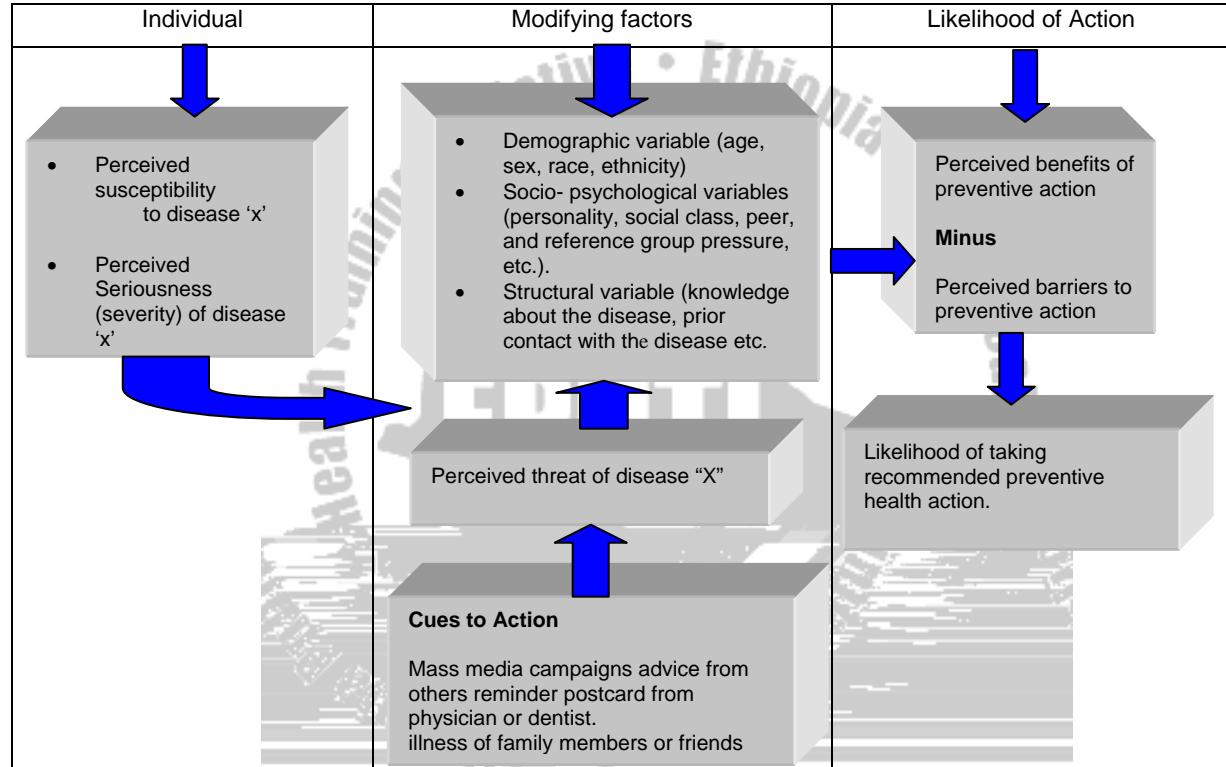 Individual
Modifying factors
Likelihood of Action
• Perceived
susceptibility
to disease ‘x’
• Perceived
Seriousness
(severity) of disease
‘x’
• Demographic variable (age,
sex, race, ethnicity)
• Socio- psychological variables
(personality, social class, peer,
and reference group pressure,
etc.).
• Structural variable (knowledge
about the disease, prior
contact with the disease etc.
Perceived benefits of
preventive action
Minus
Perceived barriers to
preventive action
Perceived threat of disease “X”
Likelihood of taking
recommended preventive
health action.
Cues to Action
Mass media campaigns advice from
others reminder postcard from
physician or dentist.
illness of family members or friends
Ethiopia
Health